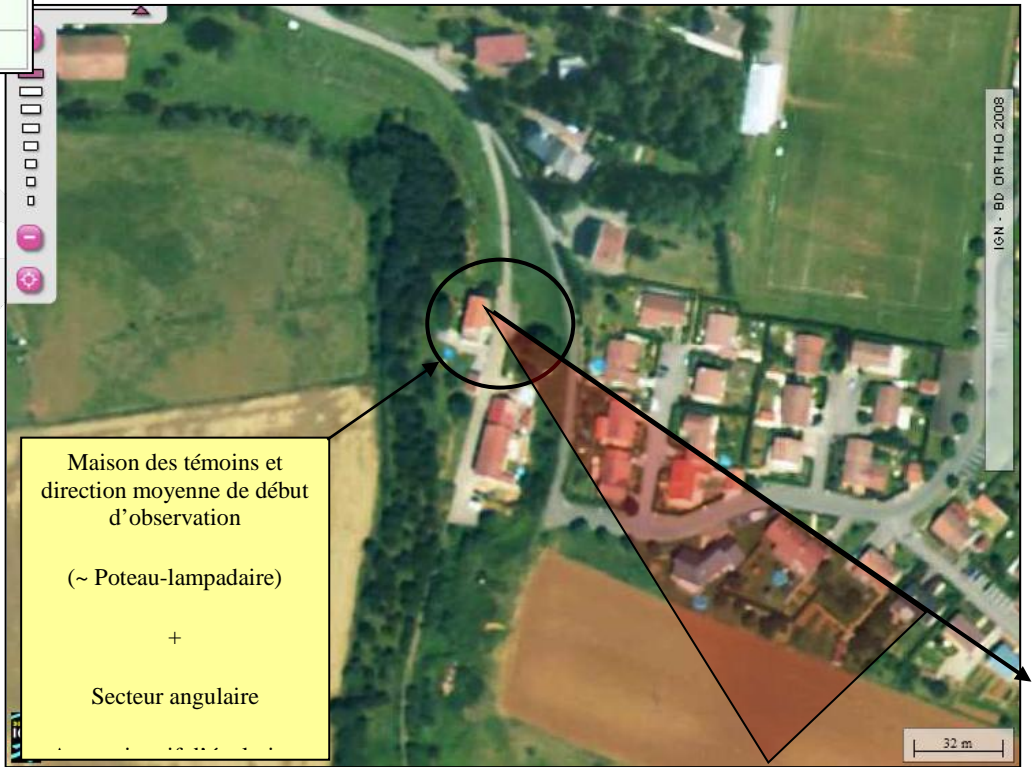 IGN - BD ORTHO 2008
Maison des témoins et
direction moyenne de début
d'observation
(~ Poteau-lampadaire)
+
Secteur angulaire
32 m